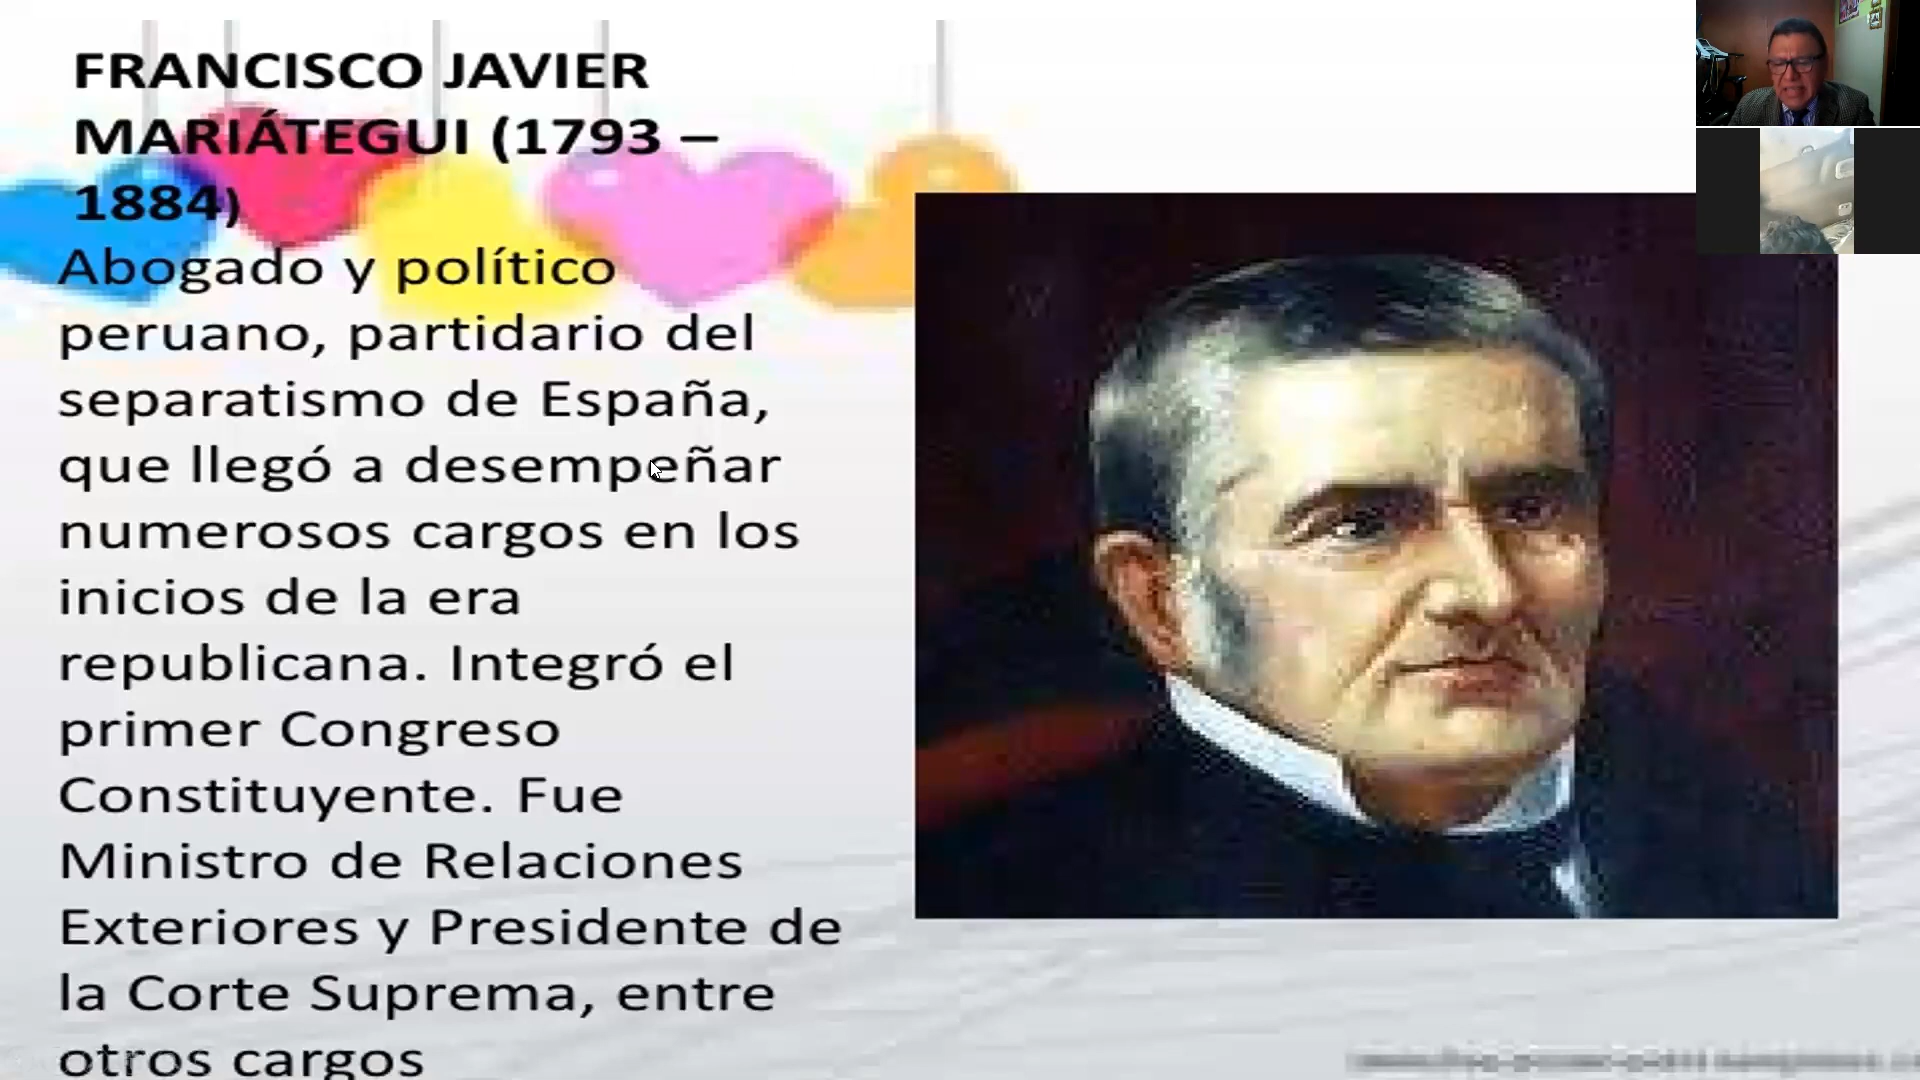 FRANCISCO JAVIER
MARIÁTEGUI (1793 –
1884)
Abogado y político
peruano, partidario del
separatismo de España,
que llegó a desempeñar
numerosos cargos en los
inicios de la era
republicana. Integró el
primer Congreso
Constituyente. Fue
Ministro de Relaciones
Exteriores y Presidente de
la Corte Suprema, entre
otros cargos